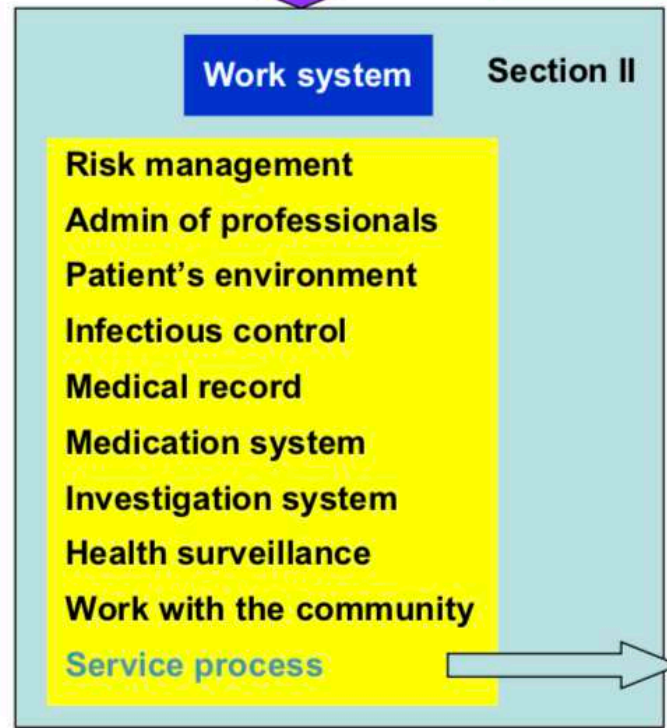 Work system
Section II
Risk management
Admin of professionals
Patient's environment
Infectious control
Medical record
Medication system
Investigation system
Health surveillance
Work with the community
Service process